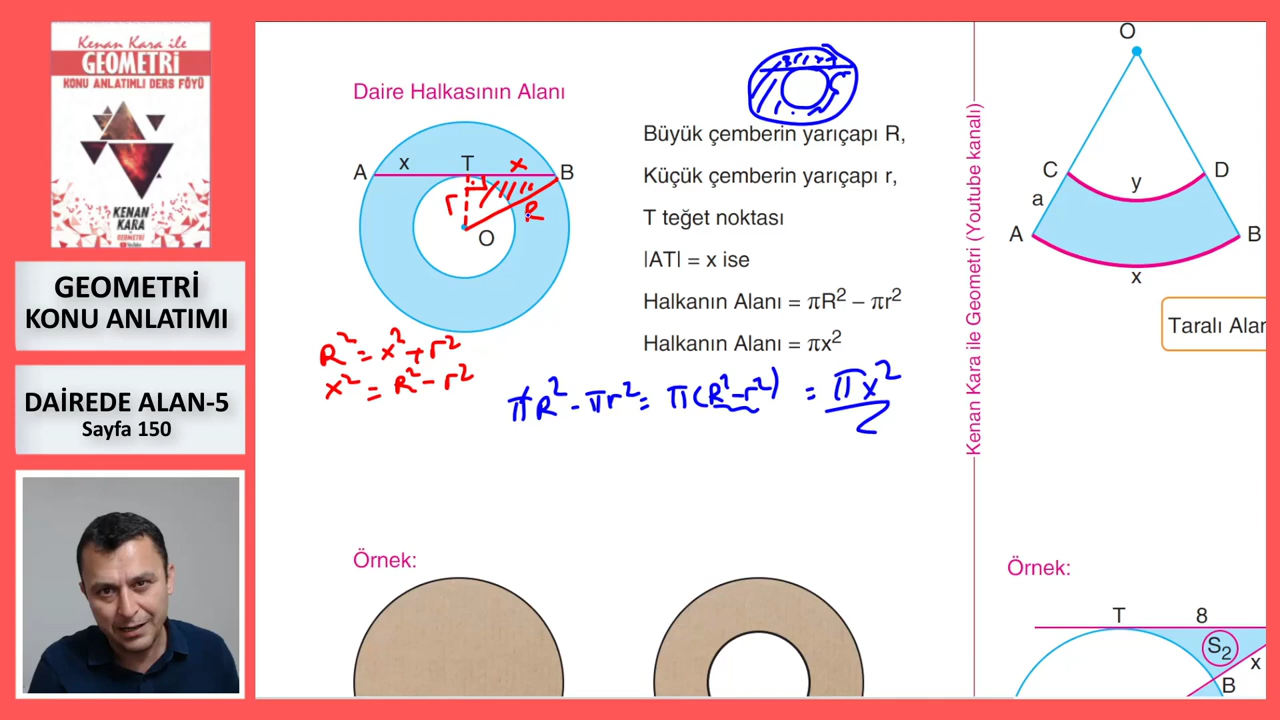 Kenan Kara ile
GEOMETRİ
KONU ANLATIMLI DERS FÖYÜ
KENAN
KARA
GEOMETRİ
KONU ANLATIMI
DAİREDE ALAN-5
Sayfa 150
Daire Halkasının Alanı
A
x
T
x
B
r
R
O
R² = x² + r²
x² = R² - r²
Büyük çemberin yarıçapı R,
Küçük çemberin yarıçapı r,
T teğet noktası
|AT| = x ise
Halkanın Alanı = πR² – πr²
Halkanın Alanı = πx²
πR² - πr² = π(R² - r²) = πx²
Örnek:
Kenan Kara ile Geometri (Youtube kanalı)
O
C
D
y
a
A
B
x
Taralı Alan
Örnek:
T
8
S₂
x
B